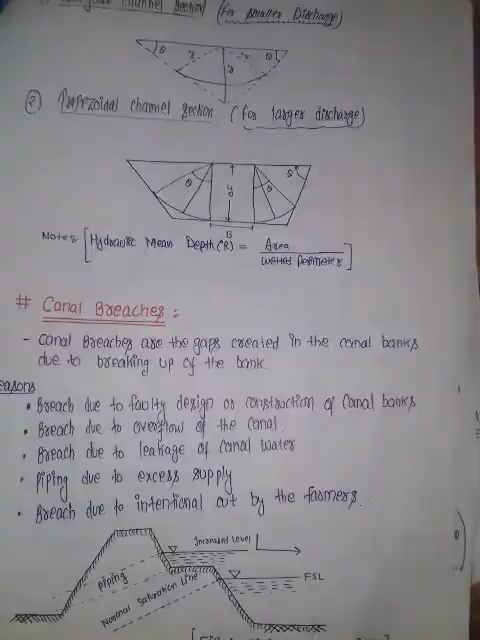 channel section (for smaller Discharge)
θ y y y θ
② Trapezoidal channel section (for larger discharge)
θ y θ θ
B
Notes [Hydraulic Mean Depth(R) = Area / Wetted Perimeter]
# Canal Breaches :
- Canal Breaches are the gaps created in the canal banks
due to breaking up of the bank.
easons
• Breach due to faulty design or construction of canal banks.
• Breach due to overflow of the canal.
• Breach due to leakage of canal water
• Piping due to excess supply
• Breach due to intentional cut by the farmers.
Increased Level
Piping
FSL
Normal Saturation Line